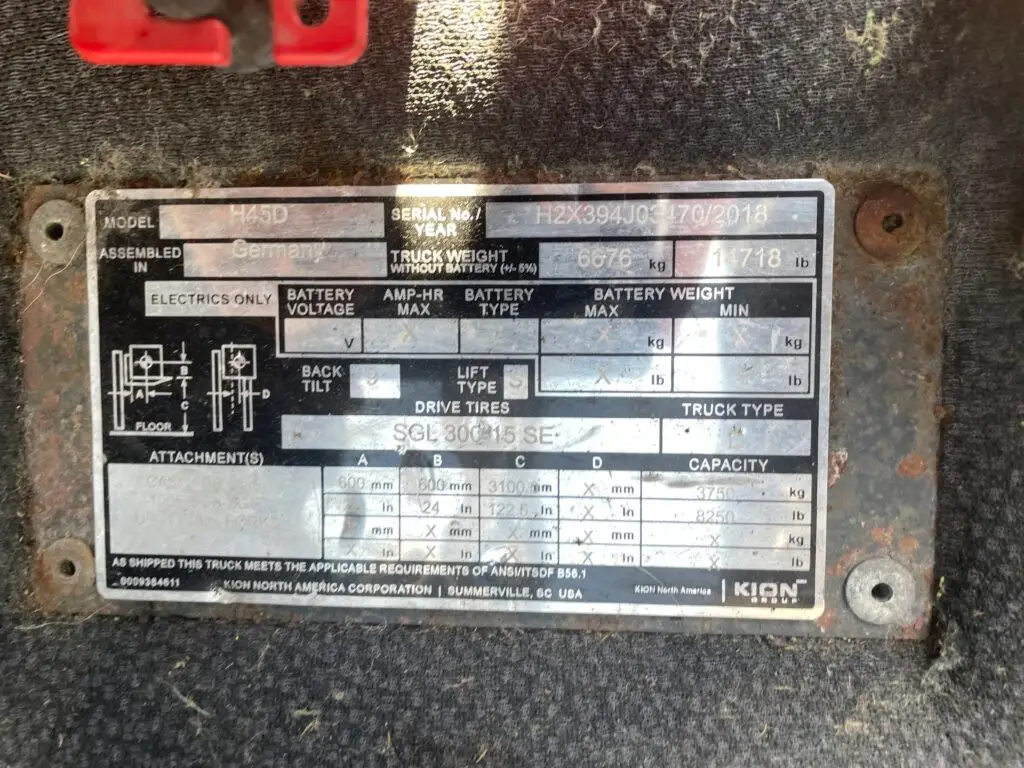 MODEL H45D SERIAL No./ YEAR H2X394J03470/2018
ASSEMBLED IN Germany TRUCK WEIGHT WITHOUT BATTERY (+/- 5%) 6676 kg 14718 lb
ELECTRICS ONLY BATTERY VOLTAGE AMP-HR MAX BATTERY TYPE BATTERY WEIGHT
MAX MIN
V X X kg X kg
X lb lb
BACK TILT LIFT TYPE
B
A D
C
FLOOR
DRIVE TIRES TRUCK TYPE
SGL 300-15 SE
ATTACHMENT(S) A B C D CAPACITY
600 mm 600 mm 3100 mm X mm 3750 kg
in 24 in 122.5 in X in 8250 lb
mm X mm X mm X mm X kg
X in X in in X in X lb
AS SHIPPED THIS TRUCK MEETS THE APPLICABLE REQUIREMENTS OF ANSI/ITSDF B56.1
0009384611 KION NORTH AMERICA CORPORATION | SUMMERVILLE, SC USA KION North America KION GROUP